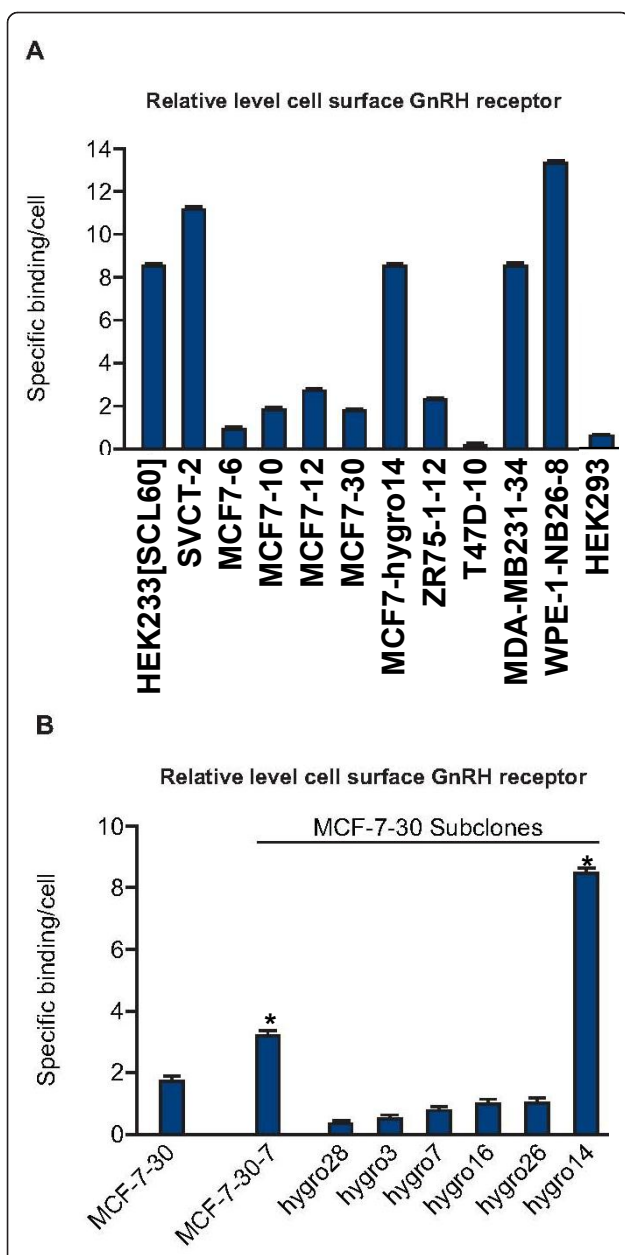 A
Relative level cell surface GnRH receptor
Specific binding/cell
14
12
10
8
6
4
2
0
HEK233[SCL60]
SVCT-2
MCF7-6
MCF7-10
MCF7-12
MCF7-30
MCF7-hygro14
ZR75-1-12
T47D-10
MDA-MB231-34
WPE-1-NB26-8
HEK293
B
Relative level cell surface GnRH receptor
MCF-7-30 Subclones
Specific binding/cell
10
8
6
4
2
0
*
*
MCF-7-30
MCF-7-30-7
hygro28
hygro3
hygro7
hygro16
hygro26
hygro14